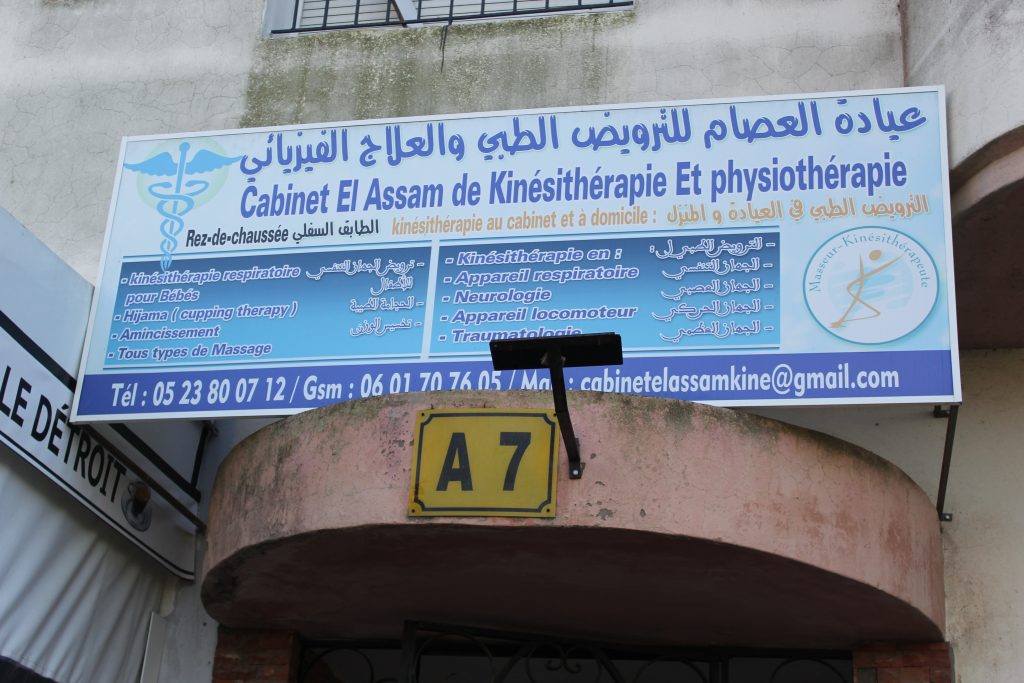 عيادة العصام للترويض الطبي والعلاج الفيزيائي
Cabinet El Assam de Kinésithérapie Et physiothérapie
الترويض الطبي في العيادة و المنزل kinésithérapie au cabinet et à domicile :
Rez-de-chaussée الطابق السفلي
- kinésithérapie respiratoire pour Bébés
- ترويض الجهاز التنفسي للأطفال
- Hijama ( cupping therapy )
- الحجامة الطبية
- Amincissement
- تخسيس الوزن
- Tous types de Massage
- Kinésithérapie en :
- Appareil respiratoire
- الجهاز التنفسي
- Neurologie
- الجهاز العصبي
- Appareil locomoteur
- الجهاز الحركي
- Traumatologie
- الجهاز العضمي
Masseur-Kinésithérapeute
Tél : 05 23 80 07 12 / Gsm : 06 01 70 76 05 / : cabinetelassamkine@gmail.com
A 7
LE DÉTROIT